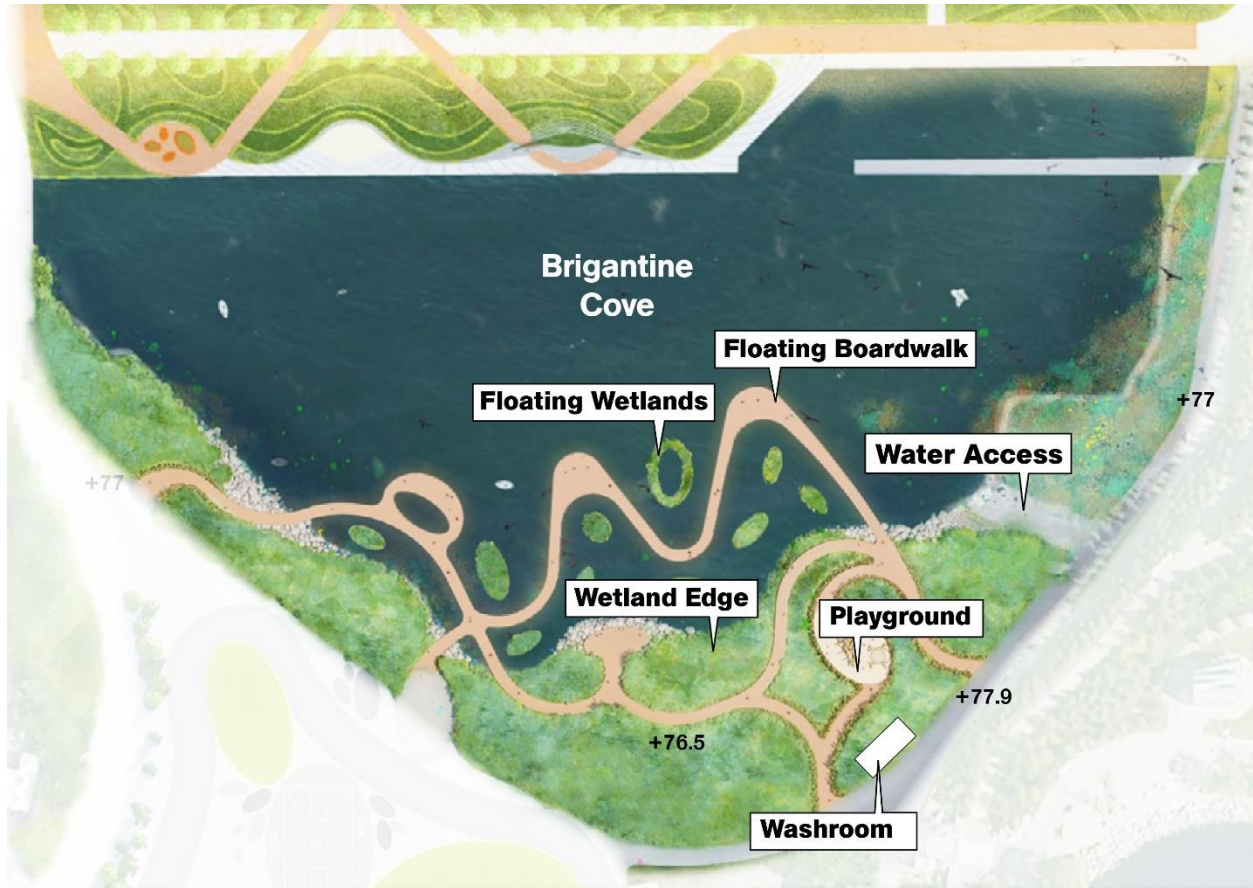 Brigantine
Cove
Floating Boardwalk
Floating Wetlands
+77
Water Access
+77
Wetland Edge
Playground
+77.9
+76.5
Washroom